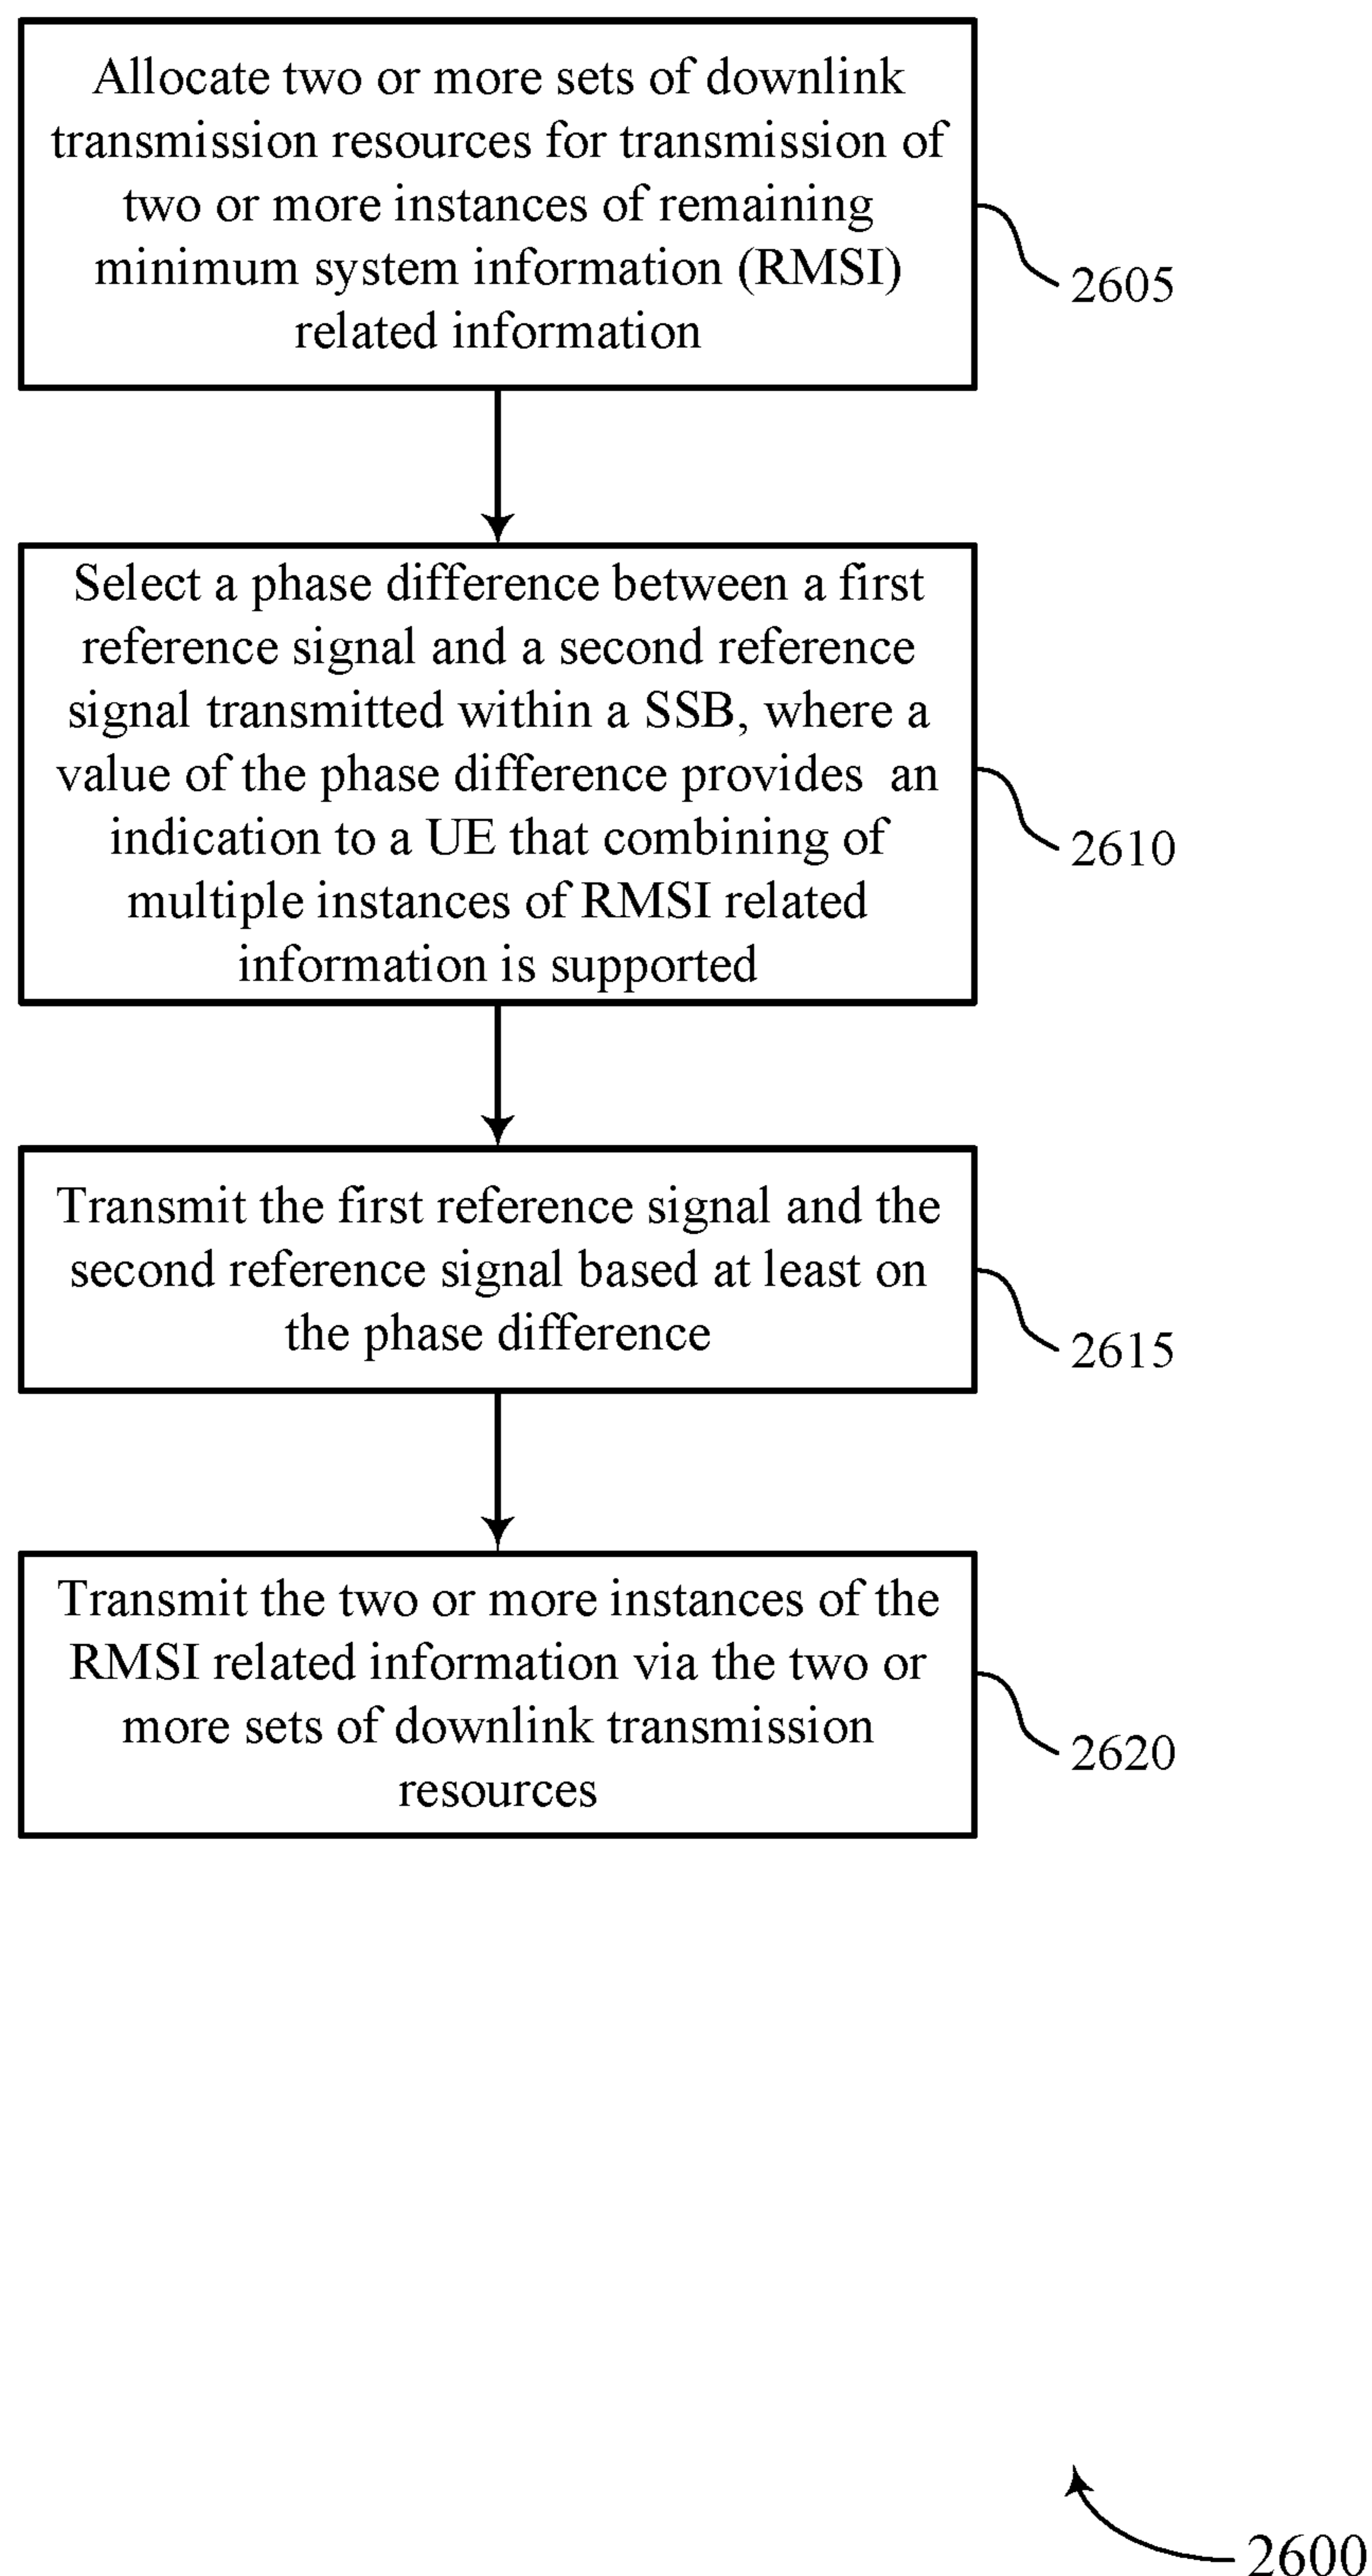 Allocate two or more sets of downlink
transmission resources for transmission of
two or more instances of remaining
minimum system information (RMSI)
related information
2605
Select a phase difference between a first
reference signal and a second reference
signal transmitted within a SSB, where a
value of the phase difference provides  an
indication to a UE that combining of
multiple instances of RMSI related
information is supported
2610
Transmit the first reference signal and the
second reference signal based at least on
the phase difference
2615
Transmit the two or more instances of the
RMSI related information via the two or
more sets of downlink transmission
resources
2620
2600